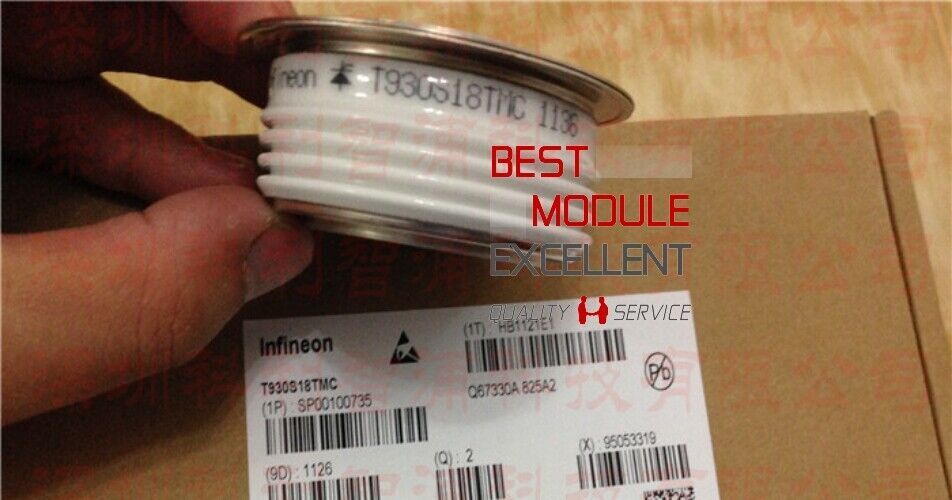 Infineon T930S18TMC 1136
BEST
MODULE
EXCELLENT
QUALITY SERVICE
Infineon
(1T) : HB1121E1
T930S18TMC
(1P) : SP00100735
Q67330A 825A2
Pb
(9D) : 1126
(Q) : 2
(X) : 95053319